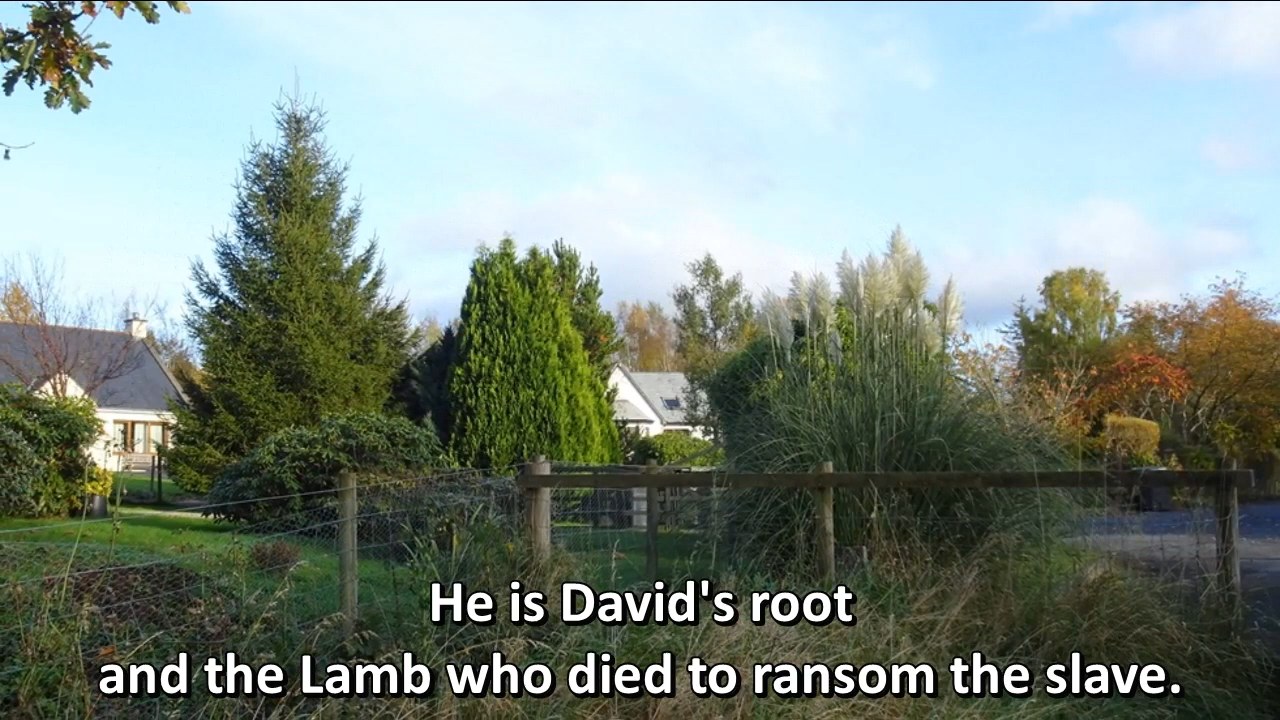 He is David's root
and the Lamb who died to ransom the slave.